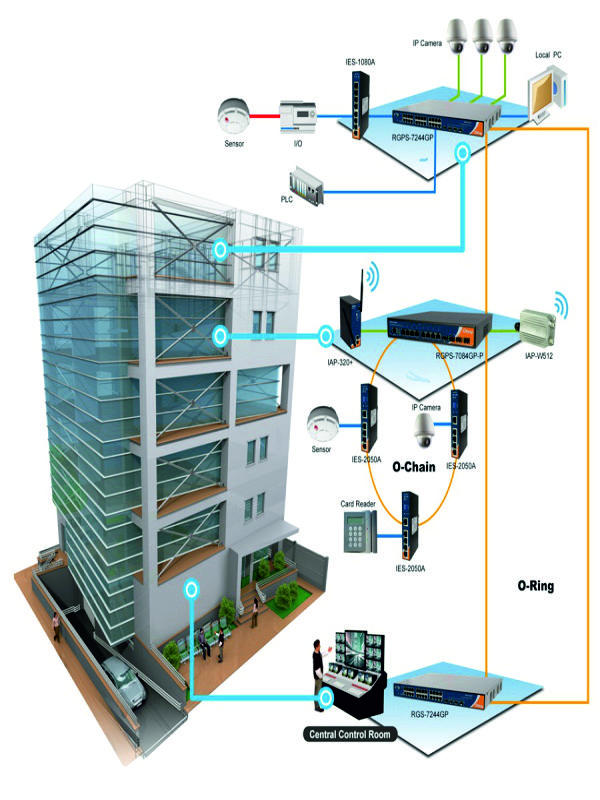 IP Camera
Local PC
IES-1080A
RGPS-7244GP
Sensor
I/O
PLC
IAP-320+
RGPS-7084GP-P
IAP-W512
IP Camera
Sensor
IES-2050A
O-Chain
IES-2050A
Card Reader
IES-2050A
O-Ring
RGS-7244GP
Central Control Room